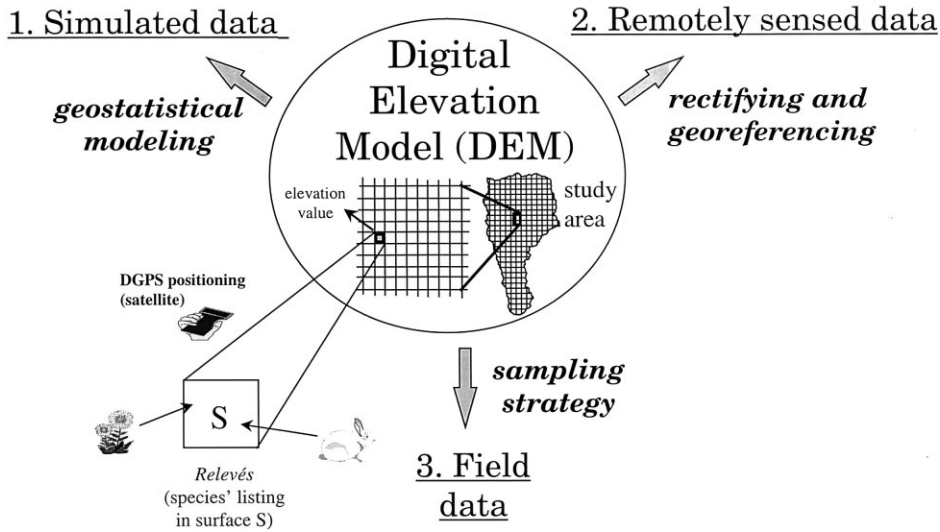 1. Simulated data
2. Remotely sensed data
geostatistical
modeling
Digital
Elevation
Model (DEM)
rectifying and
georeferencing
elevation
value
study
area
DGPS positioning
(satellite)
S
sampling
strategy
Relevés
(species' listing
in surface S)
3. Field
data